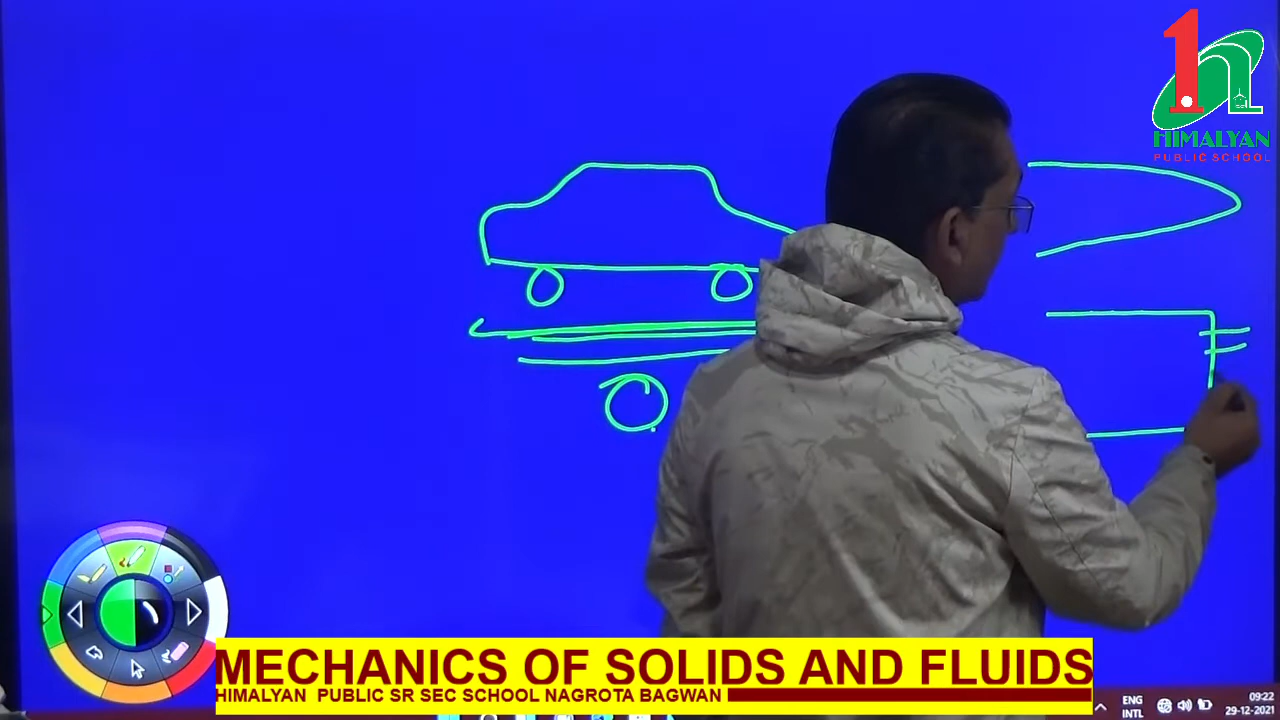 1h
HIMALYAN
PUBLIC SCHOOL
MECHANICS OF SOLIDS AND FLUIDS
HIMALYAN PUBLIC SR SEC SCHOOL NAGROTA BAGWAN
ENG
INTL
09:22
29-12-2021